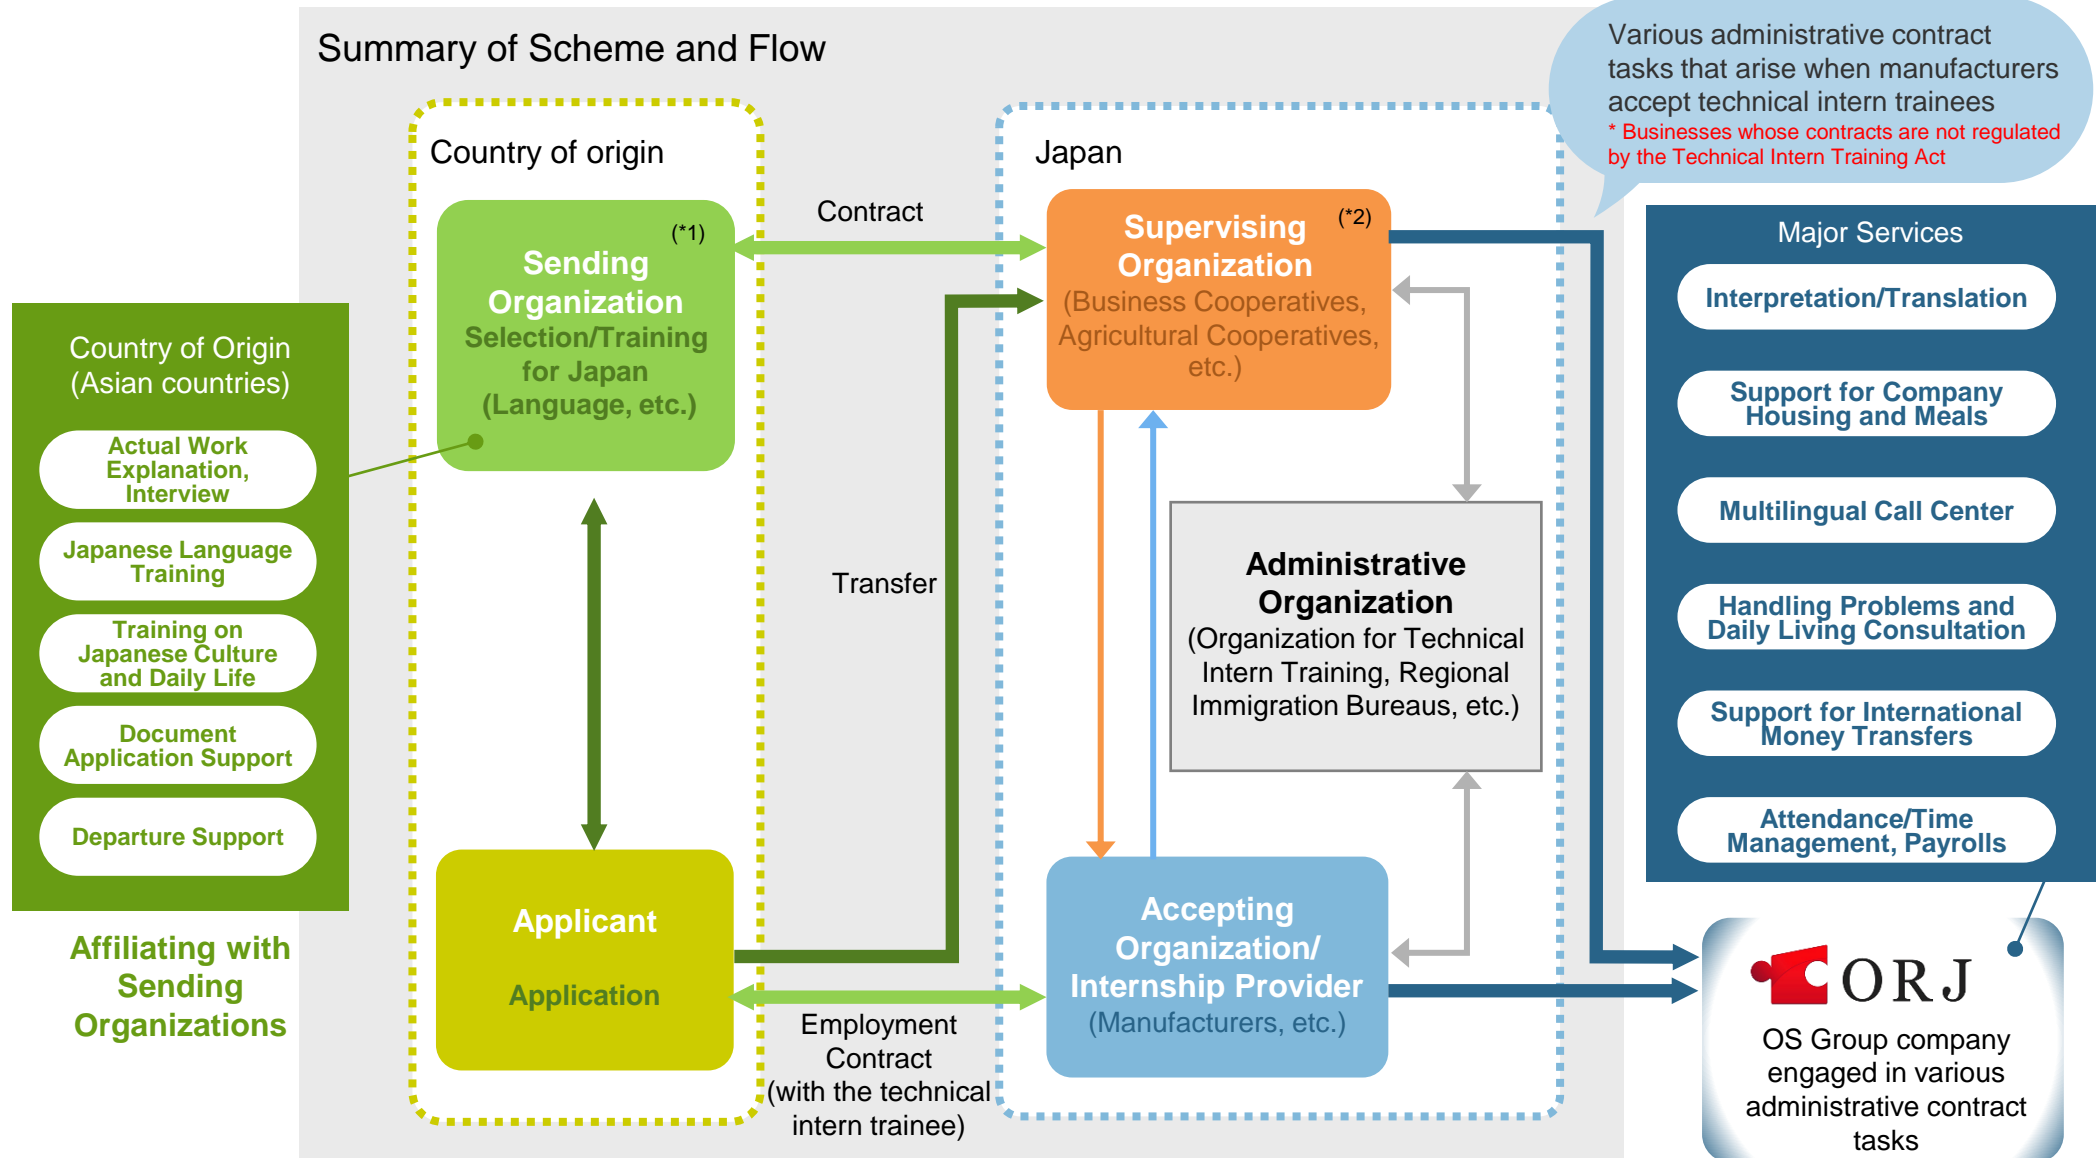 Summary of Scheme and Flow
Various administrative contract
tasks that arise when manufacturers
accept technical intern trainees
* Businesses whose contracts are not regulated
by the Technical Intern Training Act
Country of Origin
(Asian countries)
Actual Work
Explanation,
Interview
Japanese Language
Training
Training on
Japanese Culture
and Daily Life
Document
Application Support
Departure Support
Affiliating with
Sending
Organizations
Country of origin
(*1)
Sending
Organization
Selection/Training
for Japan
(Language, etc.)
Applicant
Application
Contract
Transfer
Employment
Contract
(with the technical
intern trainee)
Japan
(*2)
Supervising
Organization
(Business Cooperatives,
Agricultural Cooperatives,
etc.)
Administrative
Organization
(Organization for Technical
Intern Training, Regional
Immigration Bureaus, etc.)
Accepting
Organization/
Internship Provider
(Manufacturers, etc.)
Major Services
Interpretation/Translation
Support for Company
Housing and Meals
Multilingual Call Center
Handling Problems and
Daily Living Consultation
Support for International
Money Transfers
Attendance/Time
Management, Payrolls
ORJ
OS Group company
engaged in various
administrative contract
tasks